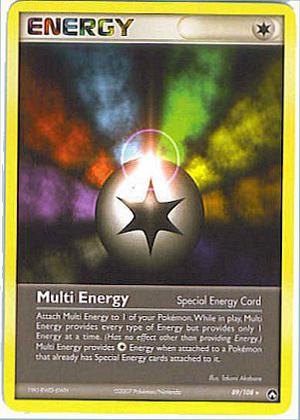 ENERGY
Multi Energy Special Energy Card
Attach Multi Energy to 1 of your Pokémon. While in play, Multi
Energy provides every type of Energy but provides only 1
Energy at a time. (Has no effect other than providing Energy.)
Multi Energy provides Energy when attached to a Pokémon
that already has Special Energy cards attached to it.
Illus. Takumi Akabane
©2007 Pokémon/Nintendo 89/108